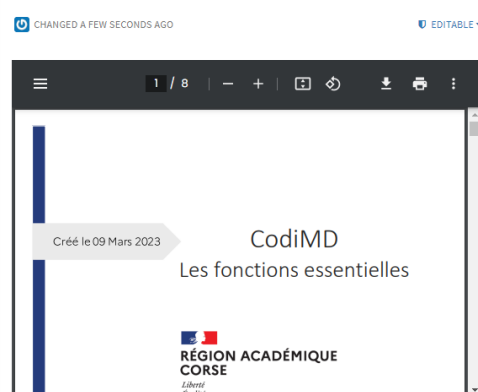 CHANGED A FEW SECONDS AGO
EDITABLE
1 / 8
Créé le 09 Mars 2023
CodiMD
Les fonctions essentielles
RÉGION ACADÉMIQUE
CORSE
Liberté